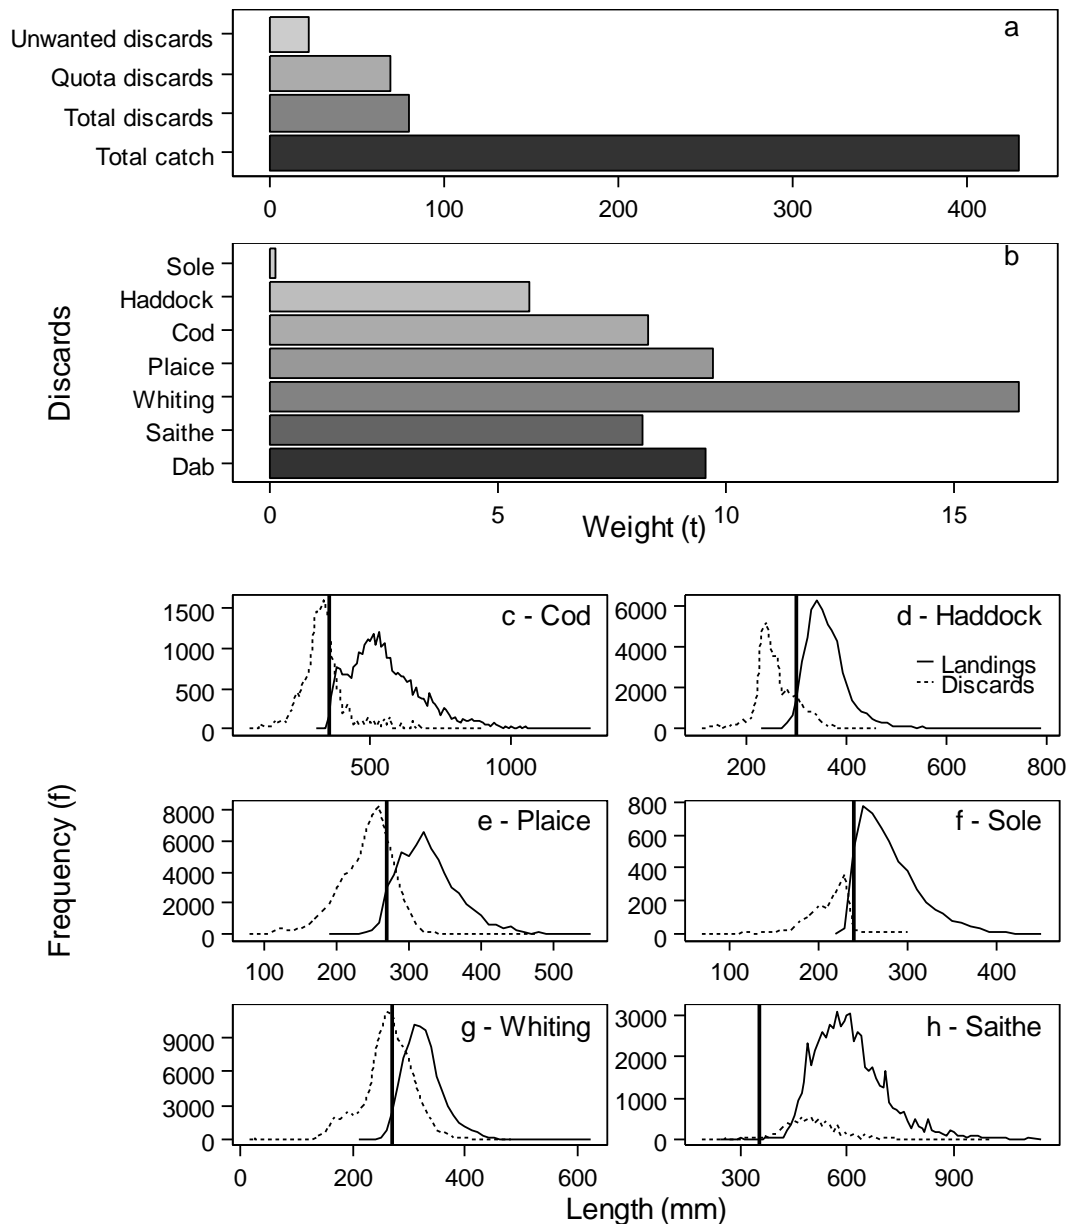 a
Unwanted discards
Quota discards
Total discards
Total catch
0 100 200 300 400
b
Discards
Sole
Haddock
Cod
Plaice
Whiting
Saithe
Dab
0 5 10 15
Weight (t)
Frequency (f)
c - Cod
1500
1000
500
0
500 1000
d - Haddock
6000
4000
2000
0
Landings
Discards
200 400 600 800
e - Plaice
8000
6000
4000
2000
0
100 200 300 400 500
f - Sole
800
600
400
200
0
100 200 300 400
g - Whiting
9000
6000
3000
0
0 200 400 600
h - Saithe
3000
2000
1000
0
300 600 900
Length (mm)